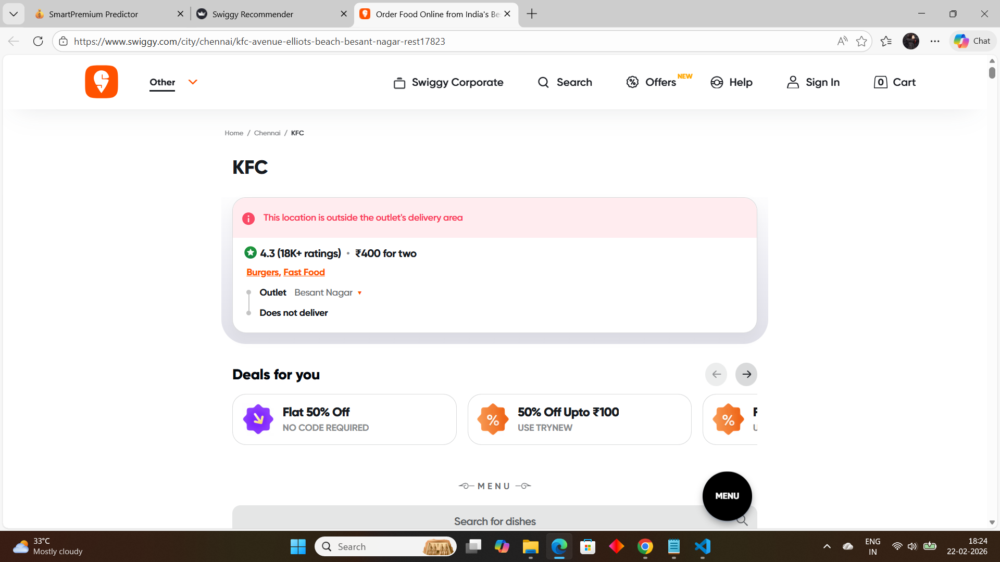 SmartPremium Predictor
Swiggy Recommender
Order Food Online from India's Be
https://www.swiggy.com/city/chennai/kfc-avenue-elliots-beach-besant-nagar-rest17823
Chat
Other
Swiggy Corporate
Search
Offers NEW
Help
Sign In
0 Cart
Home / Chennai / KFC
KFC
This location is outside the outlet's delivery area
4.3 (18K+ ratings) • ₹400 for two
Burgers, Fast Food
Outlet Besant Nagar
Does not deliver
Deals for you
Flat 50% Off
NO CODE REQUIRED
50% Off Upto ₹100
USE TRYNEW
MENU
MENU
Search for dishes
33°C
Mostly cloudy
Search
ENG
IN
18:24
22-02-2026